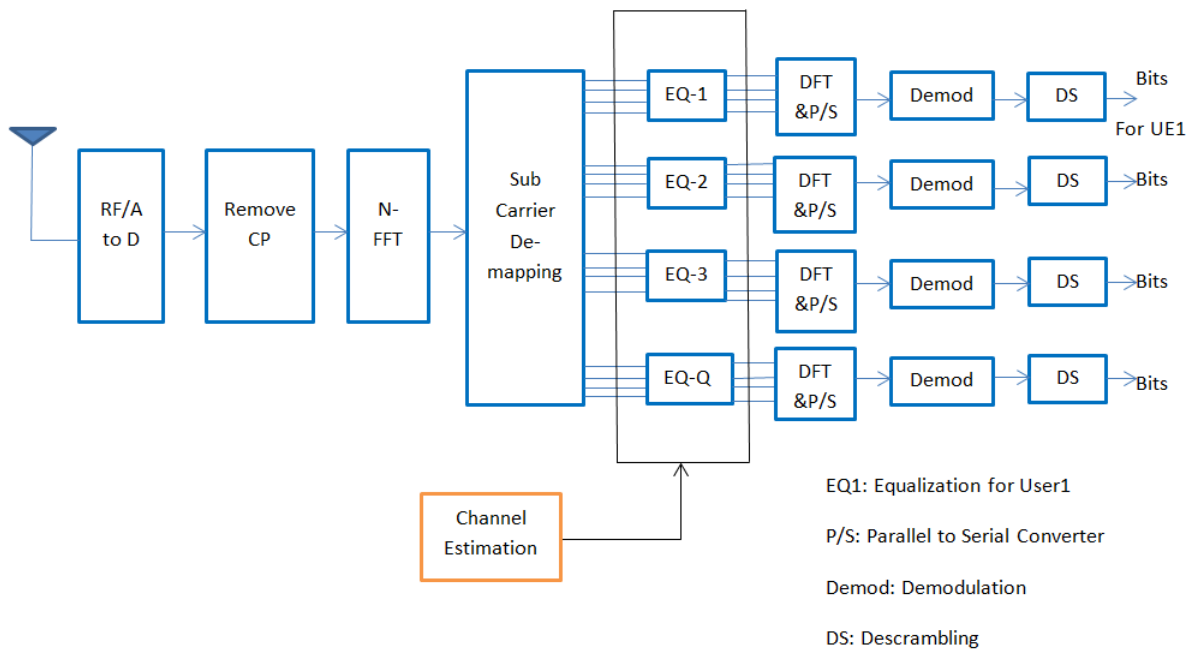 RF/A
to D
Remove
CP
N-
FFT
Sub
Carrier
De-
mapping
EQ-1
DFT
&P/S
Demod
DS
Bits
For UE1
EQ-2
DFT
&P/S
Demod
DS
Bits
EQ-3
DFT
&P/S
Demod
DS
Bits
EQ-Q
DFT
&P/S
Demod
DS
Bits
Channel
Estimation
EQ1: Equalization for User1
P/S: Parallel to Serial Converter
Demod: Demodulation
DS: Descrambling